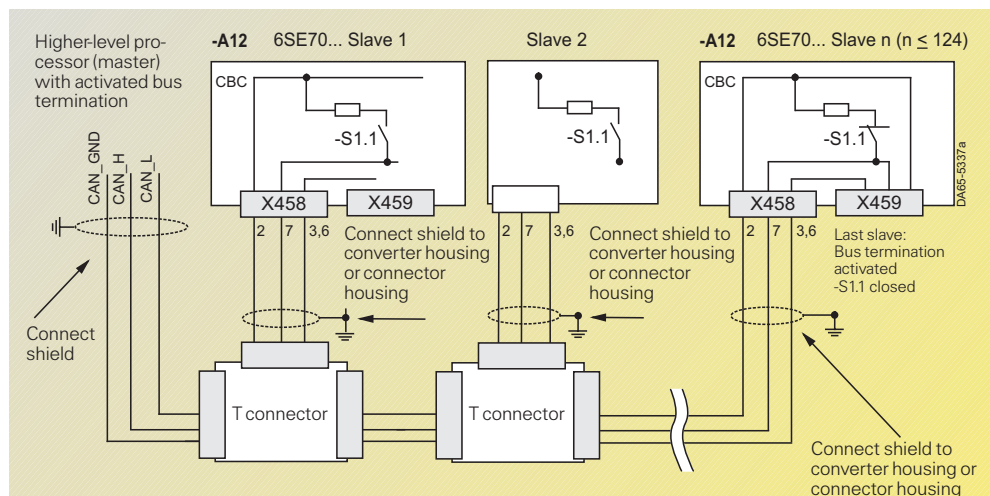 Higher-level pro-
cessor (master)
with activated bus
termination
CAN_GND
CAN_H
CAN_L
Connect
shield
-A12 6SE70... Slave 1
CBC
-S1.1
X458
X459
2 7 3,6
Connect shield to
converter housing
or connector
housing
T connector
Slave 2
-S1.1
2 7 3,6
Connect shield to
converter housing
or connector
housing
T connector
-A12 6SE70... Slave n (n ≤ 124)
CBC
-S1.1
X458
X459
DA65-5337a
2 7 3,6
Last slave:
Bus termination
activated
-S1.1 closed
Connect shield to
converter housing or
connector housing